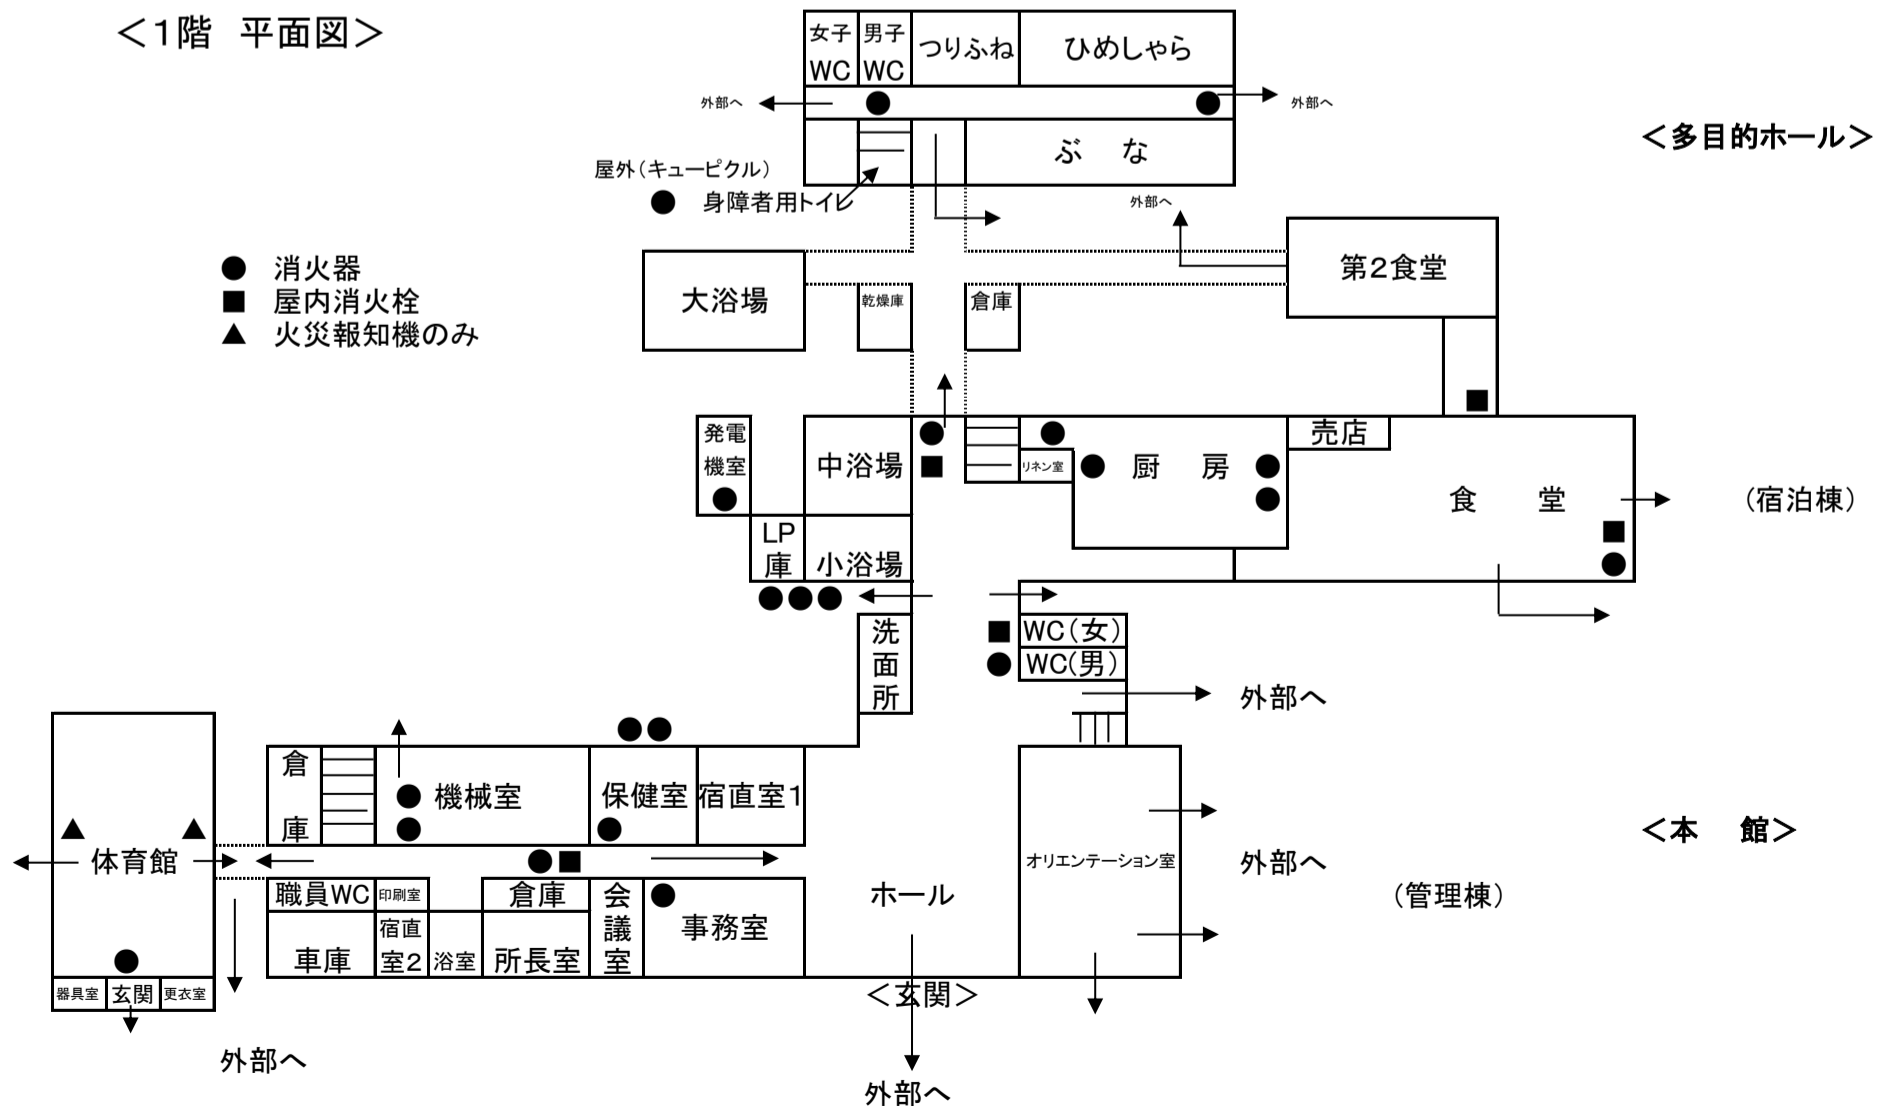 ＜１階　平面図＞
女子
WC
男子
WC
つりふね
ひめしゃら
外部へ
外部へ
＜多目的ホール＞
ぶ　な
屋外（キュービクル）
身障者用トイレ
外部へ
消火器
屋内消火栓
火災報知機のみ
大浴場
乾燥庫
倉庫
第２食堂
発電
機室
中浴場
リネン室
厨　房
売店
食　堂
（宿泊棟）
LP
庫
小浴場
洗
面
所
WC（女）
WC（男）
外部へ
倉
庫
機械室
保健室
宿直室１
＜本　館＞
体育館
オリエンテーション室
外部へ
（管理棟）
職員WC
印刷室
倉庫
会
議
室
事務室
ホール
車庫
宿直
室２
浴室
所長室
器具室
玄関
更衣室
＜玄関＞
外部へ
外部へ